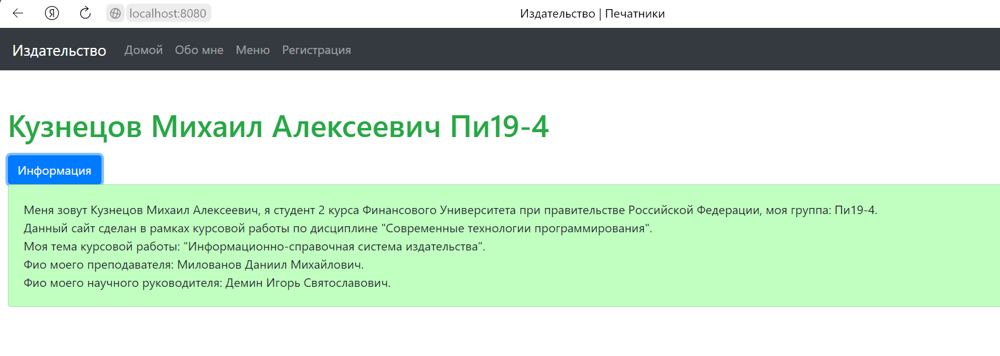 localhost:8080
Издательство | Печатники
Издательство Домой Обо мне Меню Регистрация
Кузнецов Михаил Алексеевич Пи19-4
Информация
Меня зовут Кузнецов Михаил Алексеевич, я студент 2 курса Финансового Университета при правительстве Российской Федерации, моя группа: Пи19-4.
Данный сайт сделан в рамках курсовой работы по дисциплине "Современные технологии программирования".
Моя тема курсовой работы: "Информационно-справочная система издательства".
Фио моего преподавателя: Милованов Даниил Михайлович.
Фио моего научного руководителя: Демин Игорь Святославович.